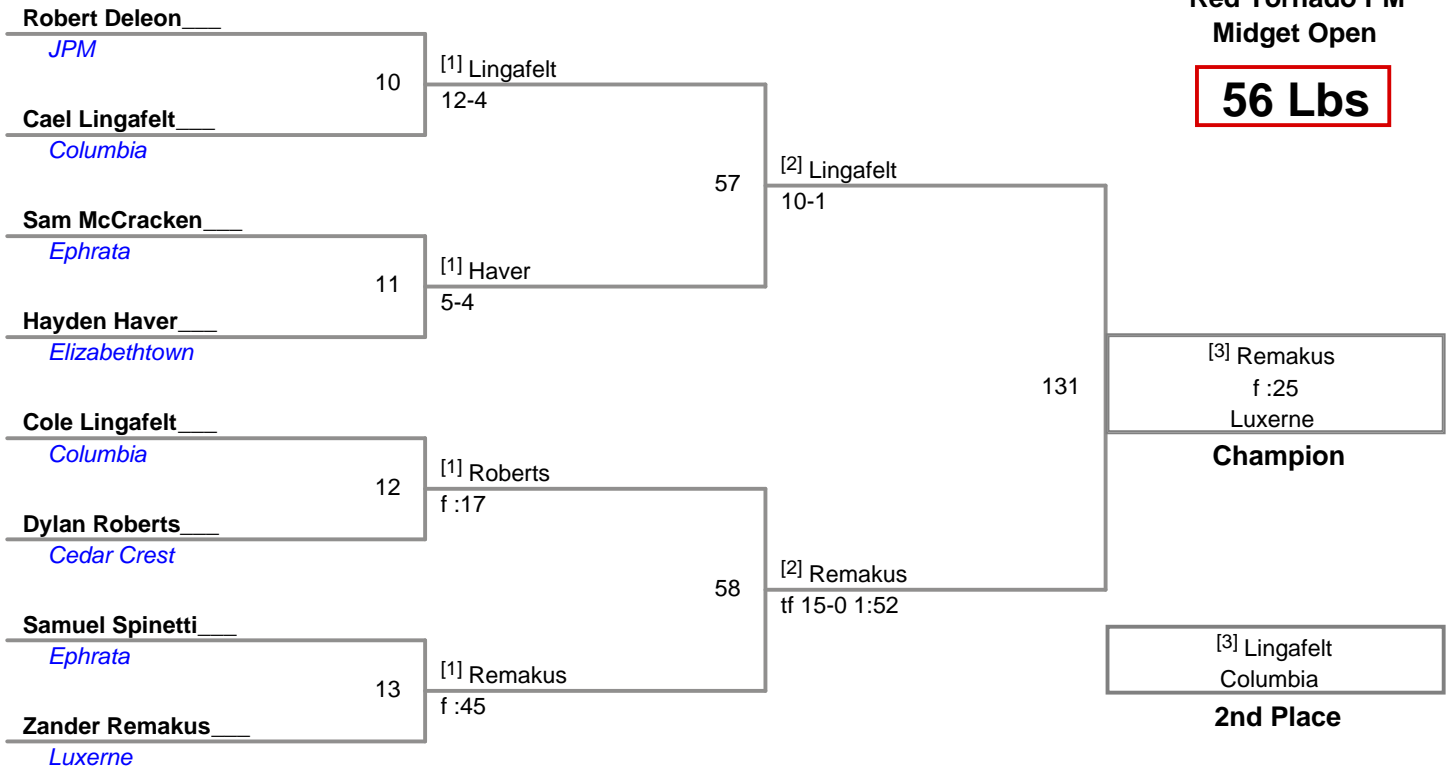 Red Tornado PM
Midget Open
56 Lbs
Robert Deleon___
JPM
10
[1] Lingafelt
12-4
Cael Lingafelt___
Columbia
57
[2] Lingafelt
10-1
Sam McCracken___
Ephrata
11
[1] Haver
5-4
Hayden Haver___
Elizabethtown
131
[3] Remakus
f :25
Luxerne
Champion
Cole Lingafelt___
Columbia
12
[1] Roberts
f :17
Dylan Roberts___
Cedar Crest
58
[2] Remakus
tf 15-0 1:52
Samuel Spinetti___
Ephrata
13
[1] Remakus
f :45
Zander Remakus___
Luxerne
[3] Lingafelt
Columbia
2nd Place